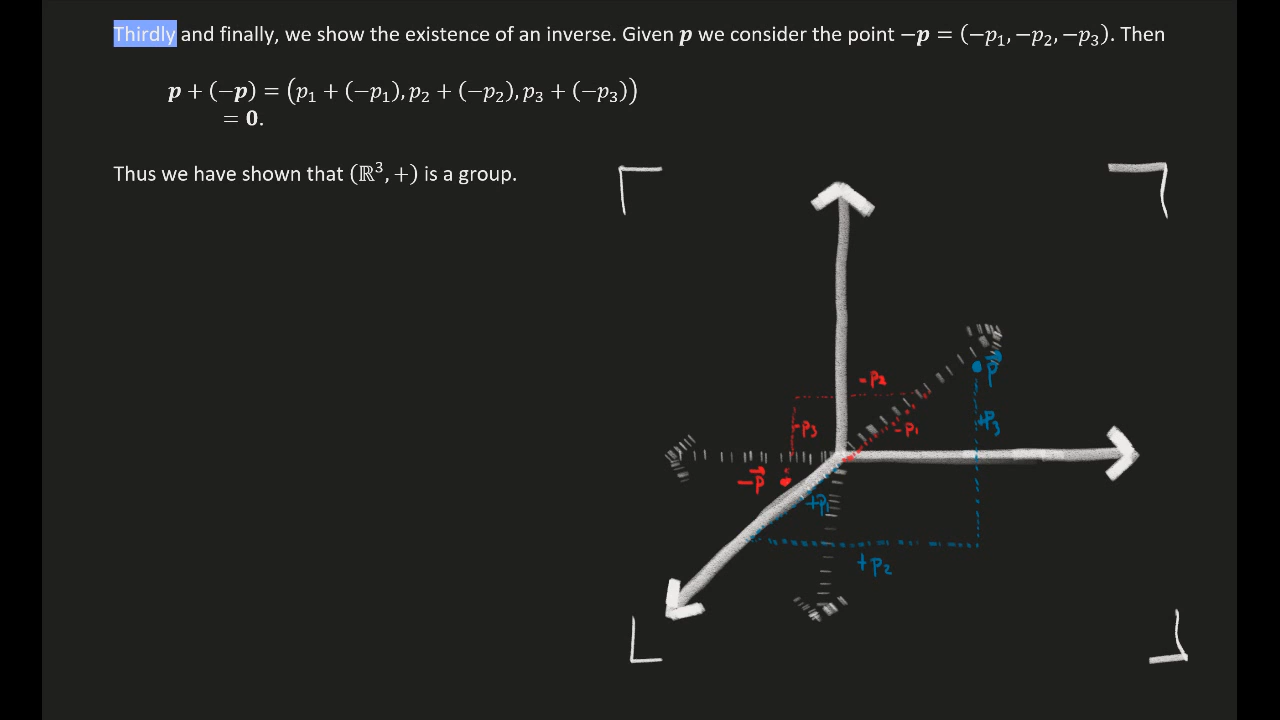 Thirdly and finally, we show the existence of an inverse. Given 𝒑 we consider the point −𝒑 = (−p₁, −p₂, −p₃). Then
𝒑 + (−𝒑) = (p₁ + (−p₁), p₂ + (−p₂), p₃ + (−p₃))
= 𝟎.
Thus we have shown that (ℝ³, +) is a group.
-p₂
p⃗
-p₃
-p₁
+p₃
-p⃗
+p₁
+p₂